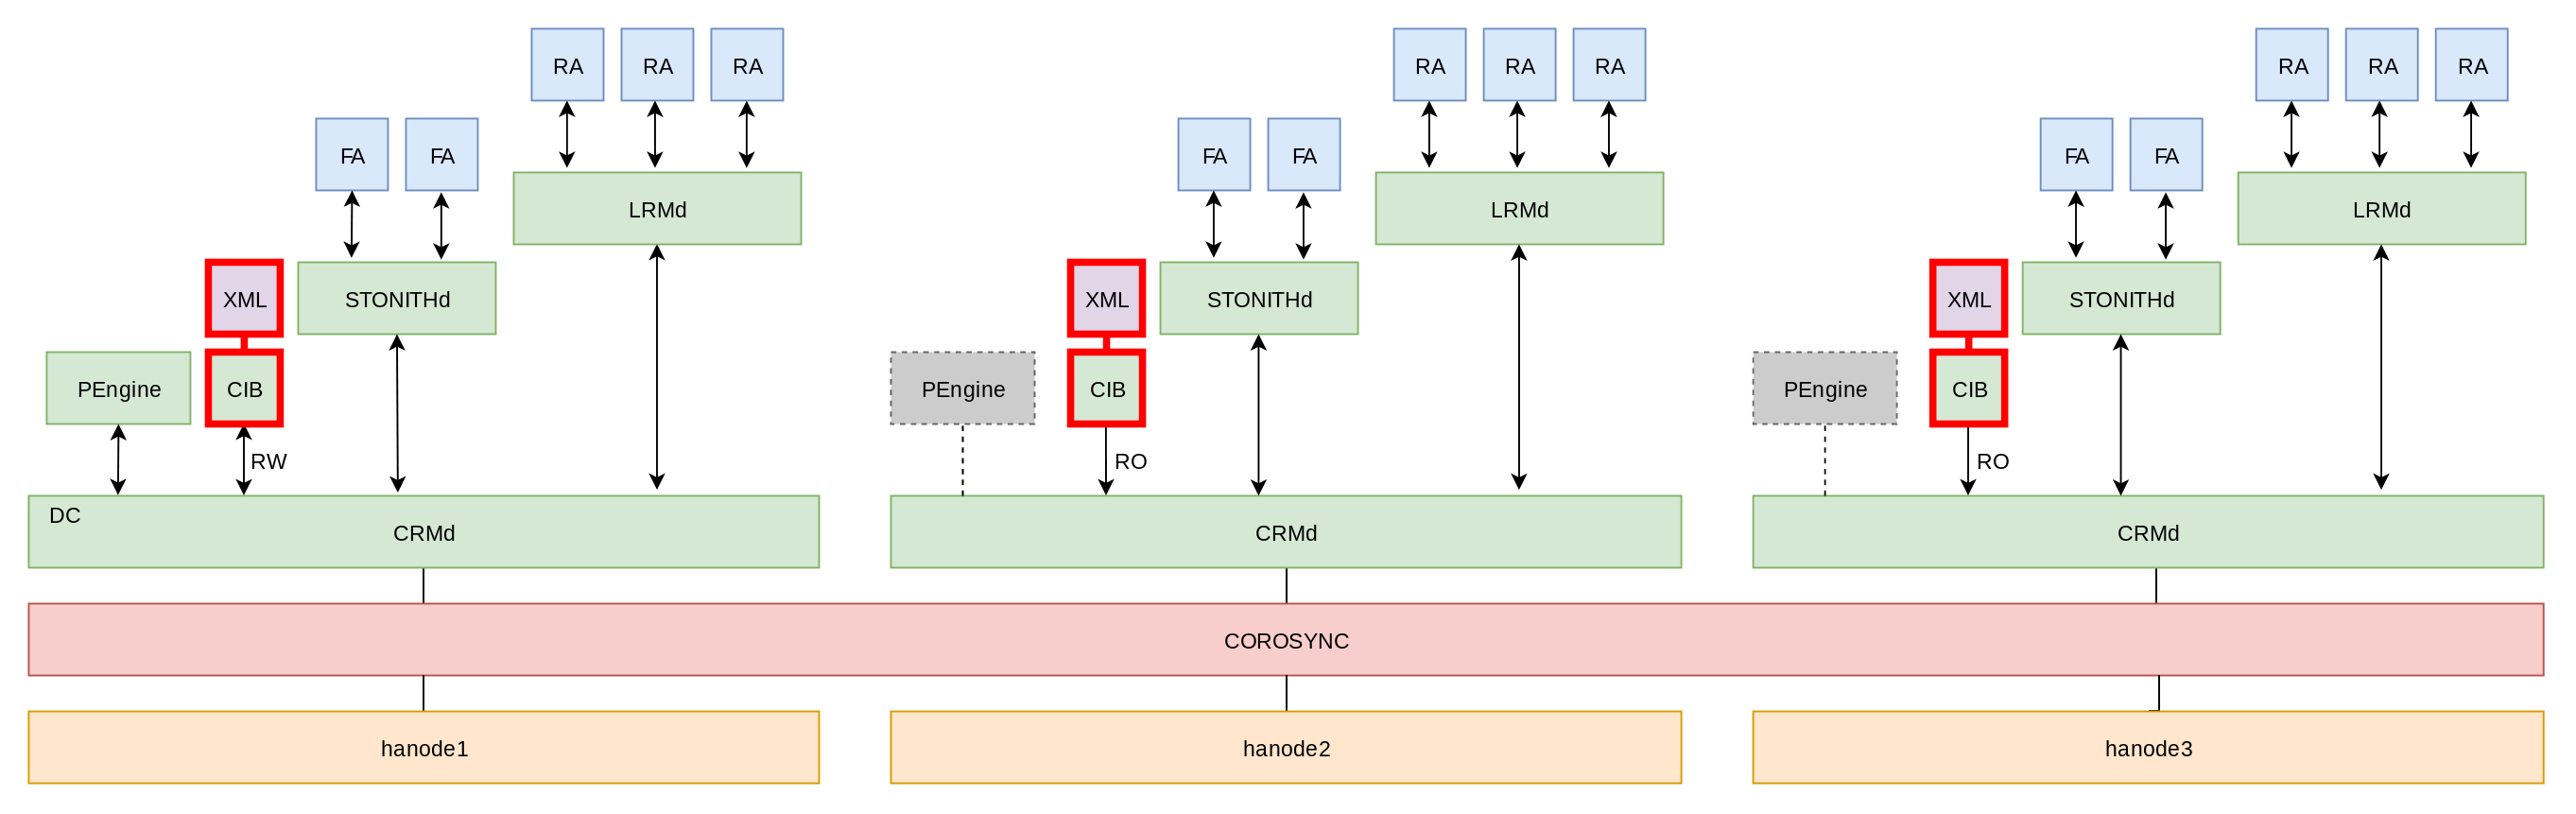 RA RA RA RA RA RA RA RA RA
FA FA FA FA FA FA
LRMd LRMd LRMd
XML STONITHd XML STONITHd XML STONITHd
PEngine CIB PEngine CIB PEngine CIB
RW RO RO
DC
CRMd CRMd CRMd
COROSYNC
hanode1 hanode2 hanode3